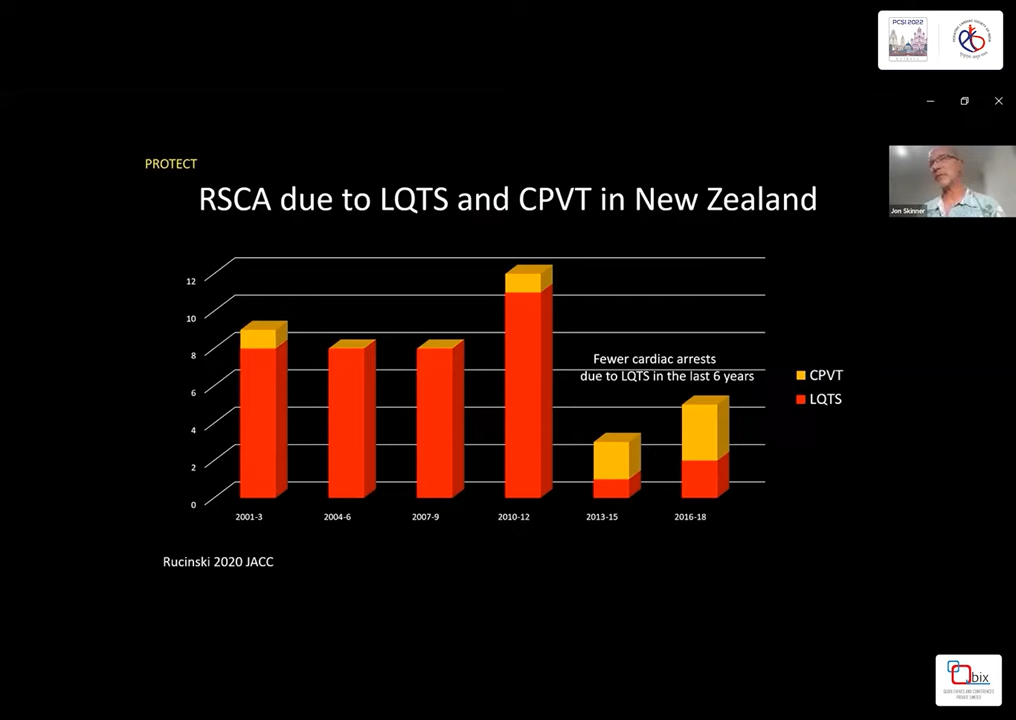 PCSI 2022
PROTECT
RSCA due to LQTS and CPVT in New Zealand
Jon Skinner
12
10
8
6
4
2
0
Fewer cardiac arrests
due to LQTS in the last 6 years
CPVT
LQTS
2001-3
2004-6
2007-9
2010-12
2013-15
2016-18
Rucinski 2020 JACC
bix